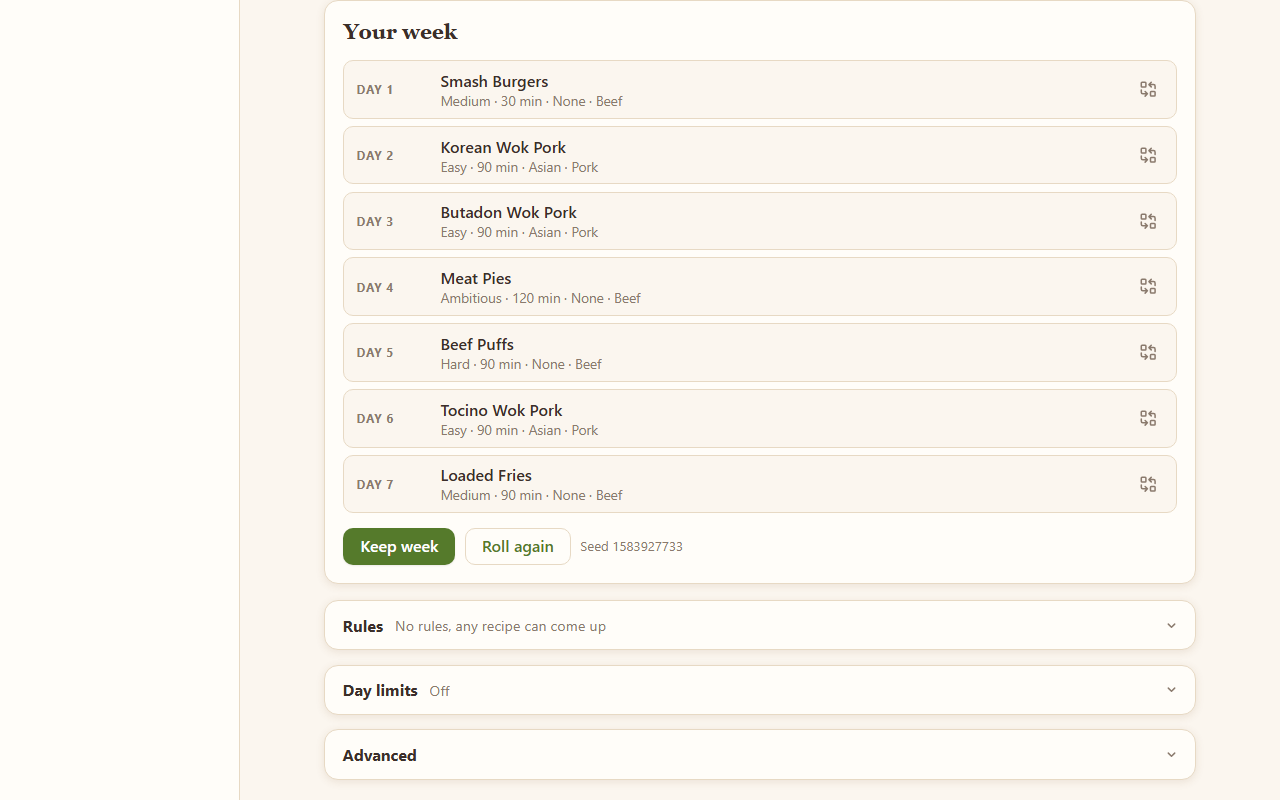 Your week
DAY 1
Smash Burgers
Medium · 30 min · None · Beef
DAY 2
Korean Wok Pork
Easy · 90 min · Asian · Pork
DAY 3
Butadon Wok Pork
Easy · 90 min · Asian · Pork
DAY 4
Meat Pies
Ambitious · 120 min · None · Beef
DAY 5
Beef Puffs
Hard · 90 min · None · Beef
DAY 6
Tocino Wok Pork
Easy · 90 min · Asian · Pork
DAY 7
Loaded Fries
Medium · 90 min · None · Beef
Keep week Roll again Seed 1583927733
Rules No rules, any recipe can come up
Day limits Off
Advanced